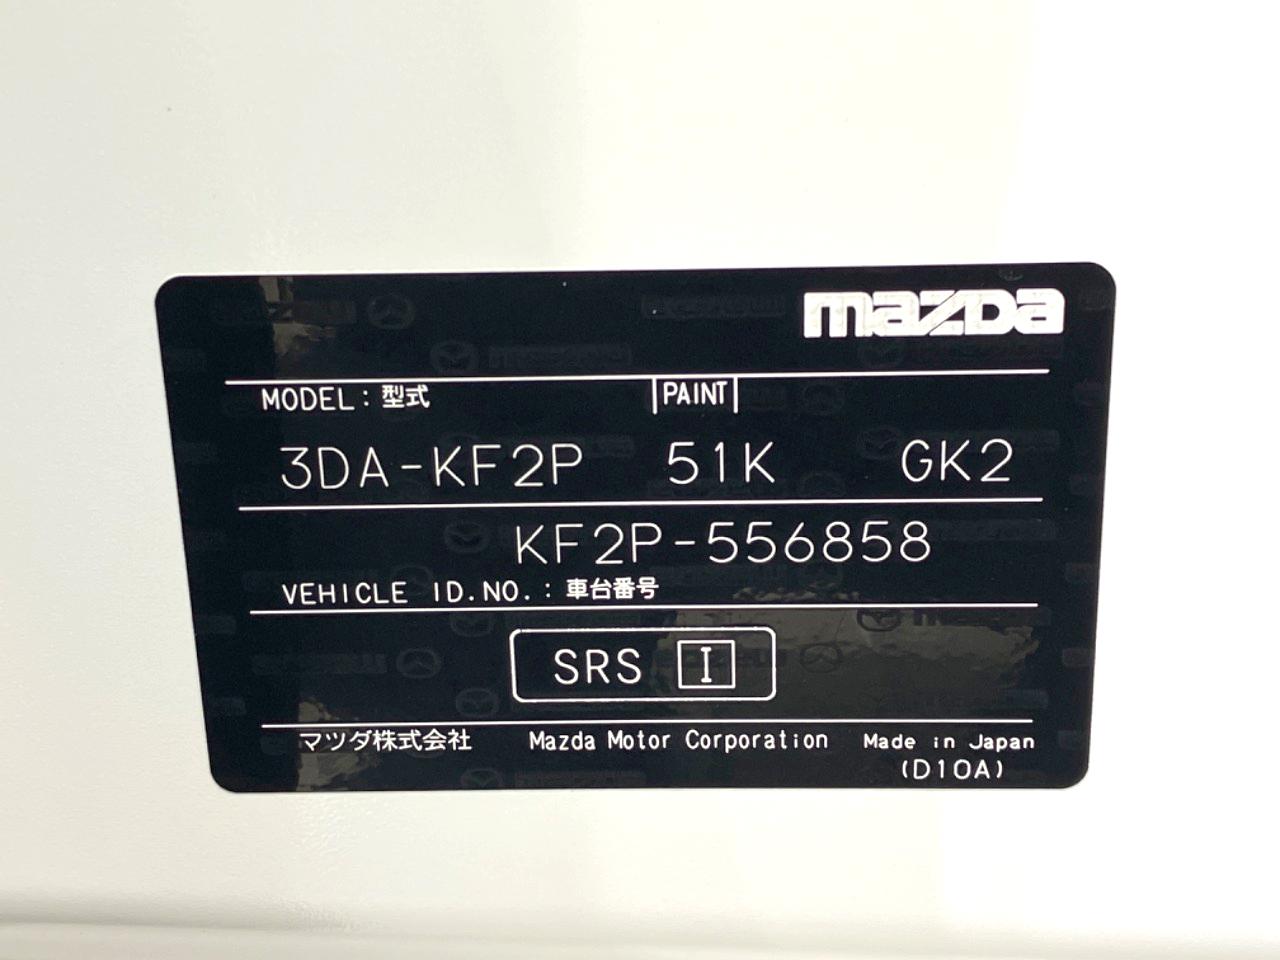 mazda
MODEL: 型式 PAINT
3DA-KF2P 51K GK2
KF2P-556858
VEHICLE ID.NO.: 車台番号
SRS I
マツダ株式会社 Mazda Motor Corporation Made in Japan
(D10A)